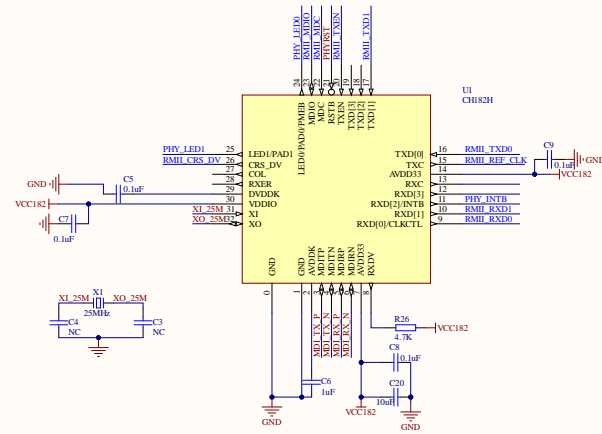 PHY_LED0
RMII_MDIO
RMII_MDC
PHYRST
RMII_TXEN
RMII_TXD1
24
23
22
21
20
19
18
17
LED0/PAD0/PMEB
MDIO
MDC
RSTB
TXEN
TXD[3]
TXD[2]
TXD[1]
U1
CH182H
PHY_LED1 25 LED1/PAD1
RMII_CRS_DV 26 CRS_DV
27 COL
28 RXER
29 DVDDK
30 VDDIO
XI_25M 31 XI
XO_25M 32 XO
TXD[0] 16 RMII_TXD0
TXC 15 RMII_REF_CLK
AVDD33 14
RXC 13
RXD[3] 12
RXD[2]/INTB 11 PHY_INTB
RXD[1] 10 RMII_RXD1
RXD[0]/CLKCTL 9 RMII_RXD0
C9
0.1uF
GND
VCC182
GND
C5
0.1uF
VCC182
C7
0.1uF
GND
GND
AVDDK
MDITP
MDITN
MDIRP
MDIRN
AVDD33
RXDV
0
1
2
3
4
5
6
7
8
MDI_TX_P
MDI_TX_N
MDI_RX_P
MDI_RX_N
XI_25M X1 XO_25M
25MHz
C4
NC
C3
NC
R26
4.7K
VCC182
C8
0.1uF
C6
1uF
C20
10uF
VCC182
GND
GND